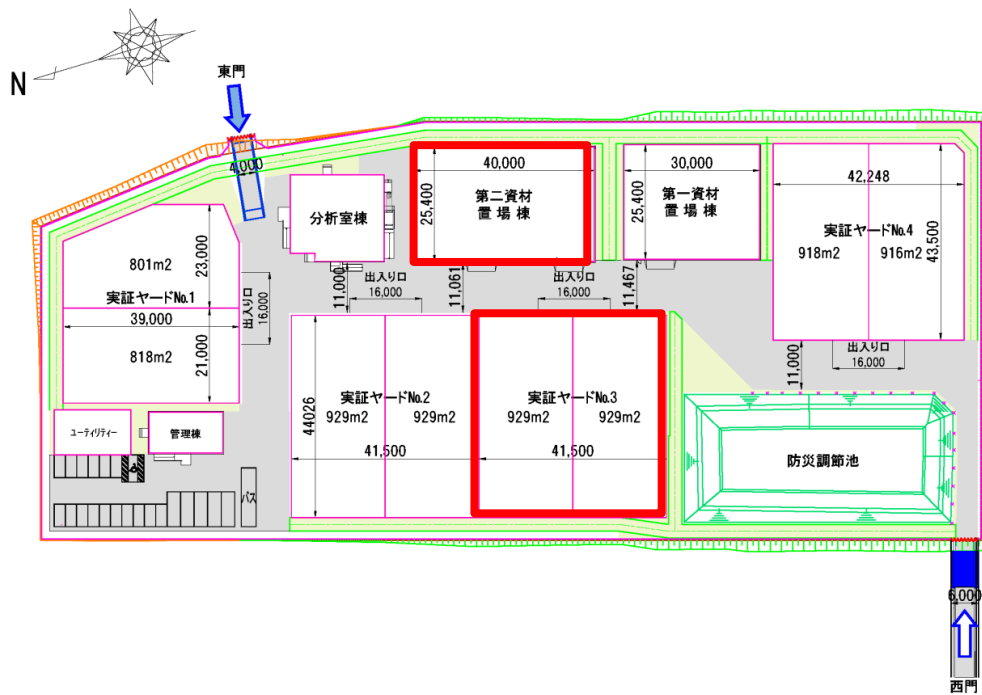 N
東門
4,000
分析室棟
40,000
25,400
第二資材
置場棟
30,000
25,400
第一資材
置場棟
42,248
実証ヤードNo.4
918m2
916m2
43,500
出入り口
16,000
11,000
801m2
23,000
実証ヤードNo.1
39,000
818m2
21,000
出入り口
16,000
11,000
出入り口
16,000
11,061
出入り口
16,000
11,467
44026
実証ヤードNo.2
929m2
929m2
41,500
実証ヤードNo.3
929m2
929m2
41,500
防災調節池
ユーティリティー
管理棟
バス
6,000
西門